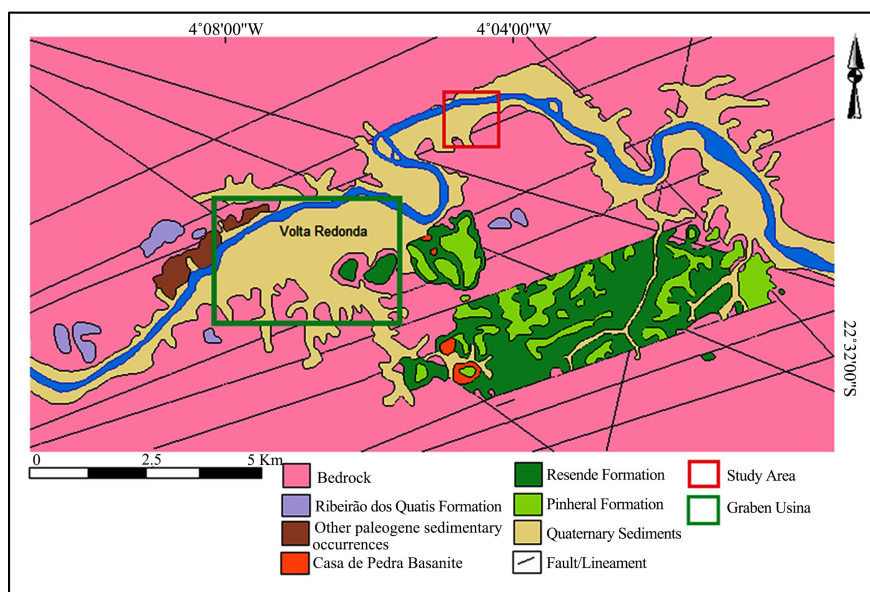 4°08'00"W
4°04'00"W
Volta Redonda
22°32'00"S
0 2.5 5 Km
Bedrock
Ribeirão dos Quatis Formation
Other paleogene sedimentary
occurrences
Casa de Pedra Basanite
Resende Formation
Pinheral Formation
Quaternary Sediments
Fault/Lineament
Study Area
Graben Usina